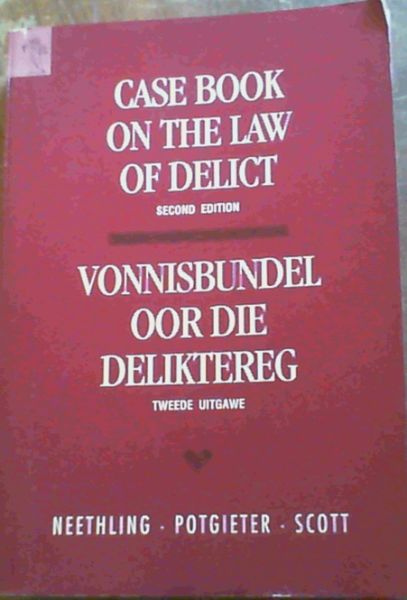 CASE BOOK
ON THE LAW
OF DELICT
SECOND EDITION
VONNISBUNDEL
OOR DIE
DELIKTEREG
TWEEDE UITGAWE
NEETHLING · POTGIETER · SCOTT